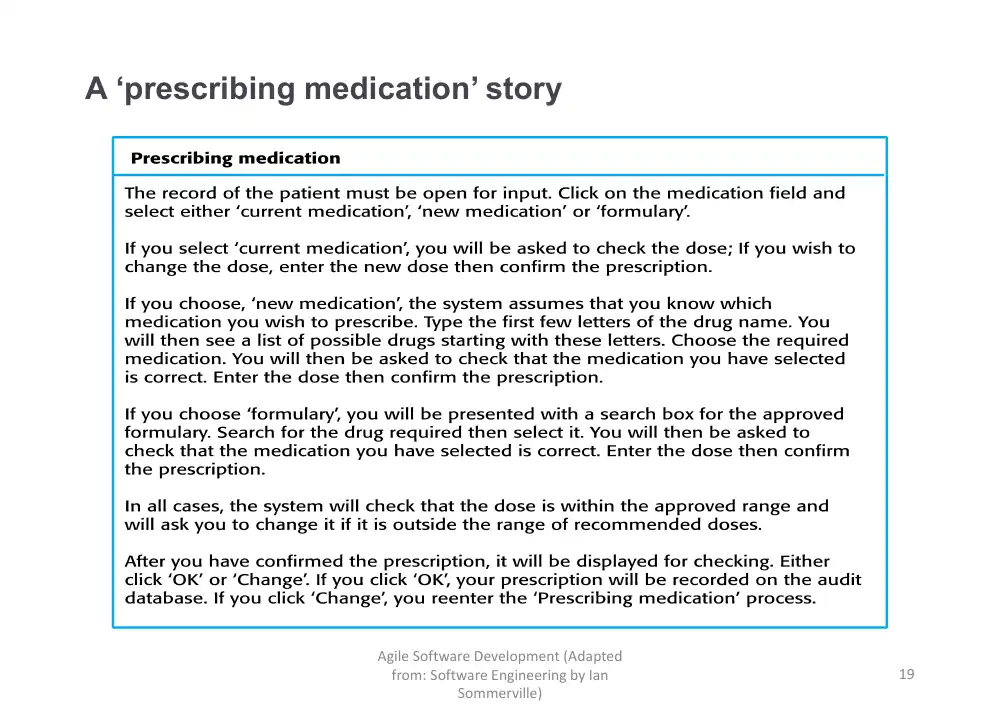 A ‘prescribing medication’ story
Prescribing medication
The record of the patient must be open for input. Click on the medication field and
select either ‘current medication’, ‘new medication’ or ‘formulary’.
If you select ‘current medication’, you will be asked to check the dose; If you wish to
change the dose, enter the new dose then confirm the prescription.
If you choose, ‘new medication’, the system assumes that you know which
medication you wish to prescribe. Type the first few letters of the drug name. You
will then see a list of possible drugs starting with these letters. Choose the required
medication. You will then be asked to check that the medication you have selected
is correct. Enter the dose then confirm the prescription.
If you choose ‘formulary’, you will be presented with a search box for the approved
formulary. Search for the drug required then select it. You will then be asked to
check that the medication you have selected is correct. Enter the dose then confirm
the prescription.
In all cases, the system will check that the dose is within the approved range and
will ask you to change it if it is outside the range of recommended doses.
After you have confirmed the prescription, it will be displayed for checking. Either
click ‘OK’ or ‘Change’. If you click ‘OK’, your prescription will be recorded on the audit
database. If you click ‘Change’, you reenter the ‘Prescribing medication’ process.
Agile Software Development (Adapted
from: Software Engineering by Ian
Sommerville)
19